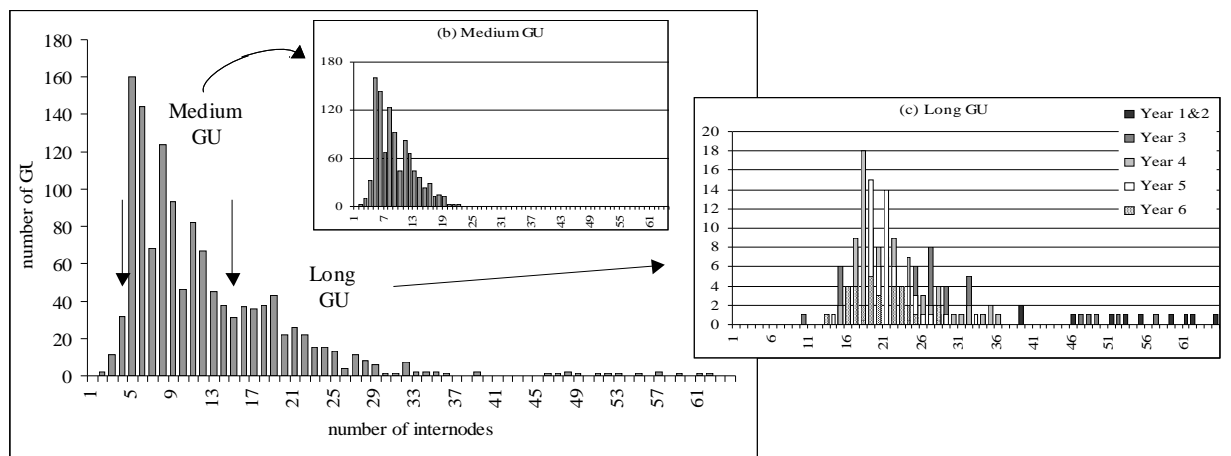 180
160
140
120
100
80
60
40
20
0
number of GU
1 5 9 13 17 21 25 29 33 37 41 45 49 53 57 61
number of internodes
Medium
GU
Long
GU
(b) Medium GU
180
120
60
0
1 7 13 19 25 31 37 43 49 55 61
(c) Long GU
20
18
16
14
12
10
8
6
4
2
0
1 6 11 16 21 26 31 36 41 46 51 56 61
Year 1&2
Year 3
Year 4
Year 5
Year 6